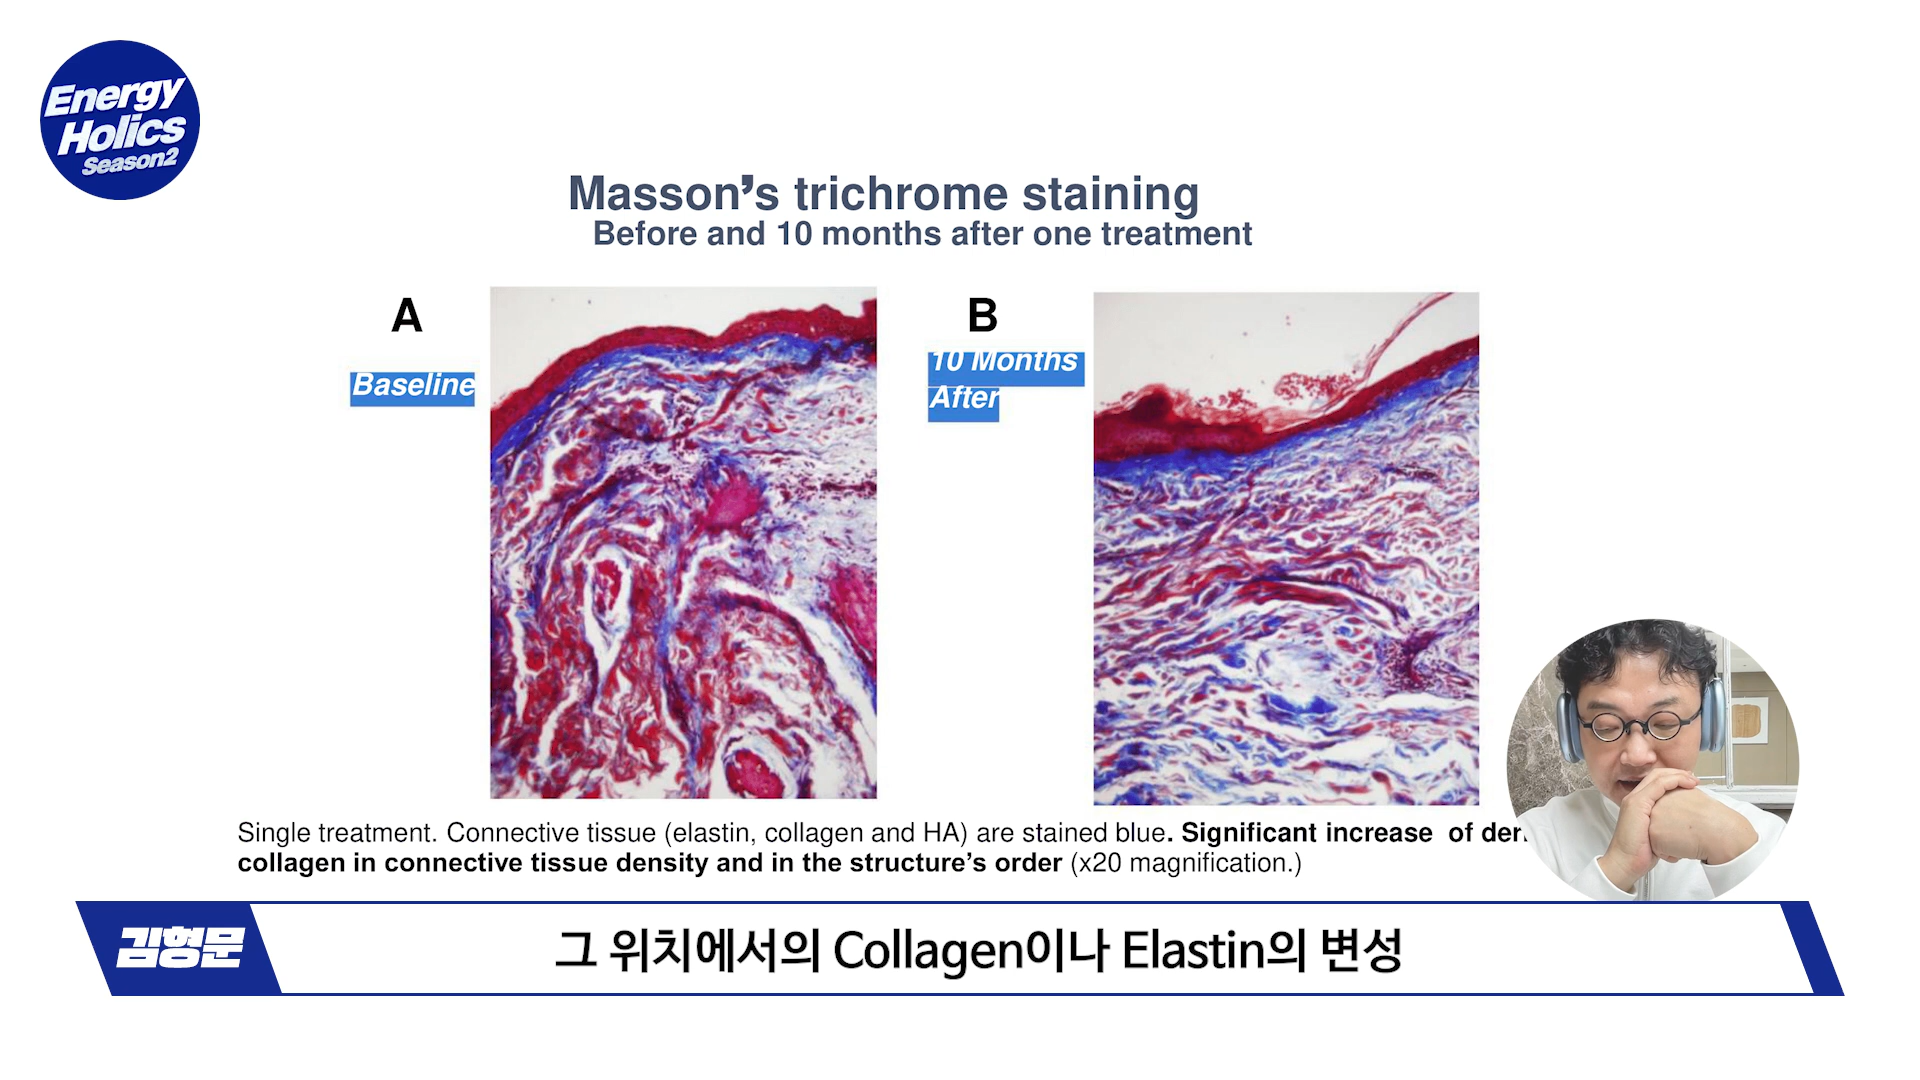 Energy
Holics
Season2
Masson’s trichrome staining
Before and 10 months after one treatment
A
Baseline
B
10 Months
After
Single treatment. Connective tissue (elastin, collagen and HA) are stained blue. Significant increase of
collagen in connective tissue density and in the structure’s order (x20 magnification.)
김형문
그 위치에서의 Collagen이나 Elastin의 변성